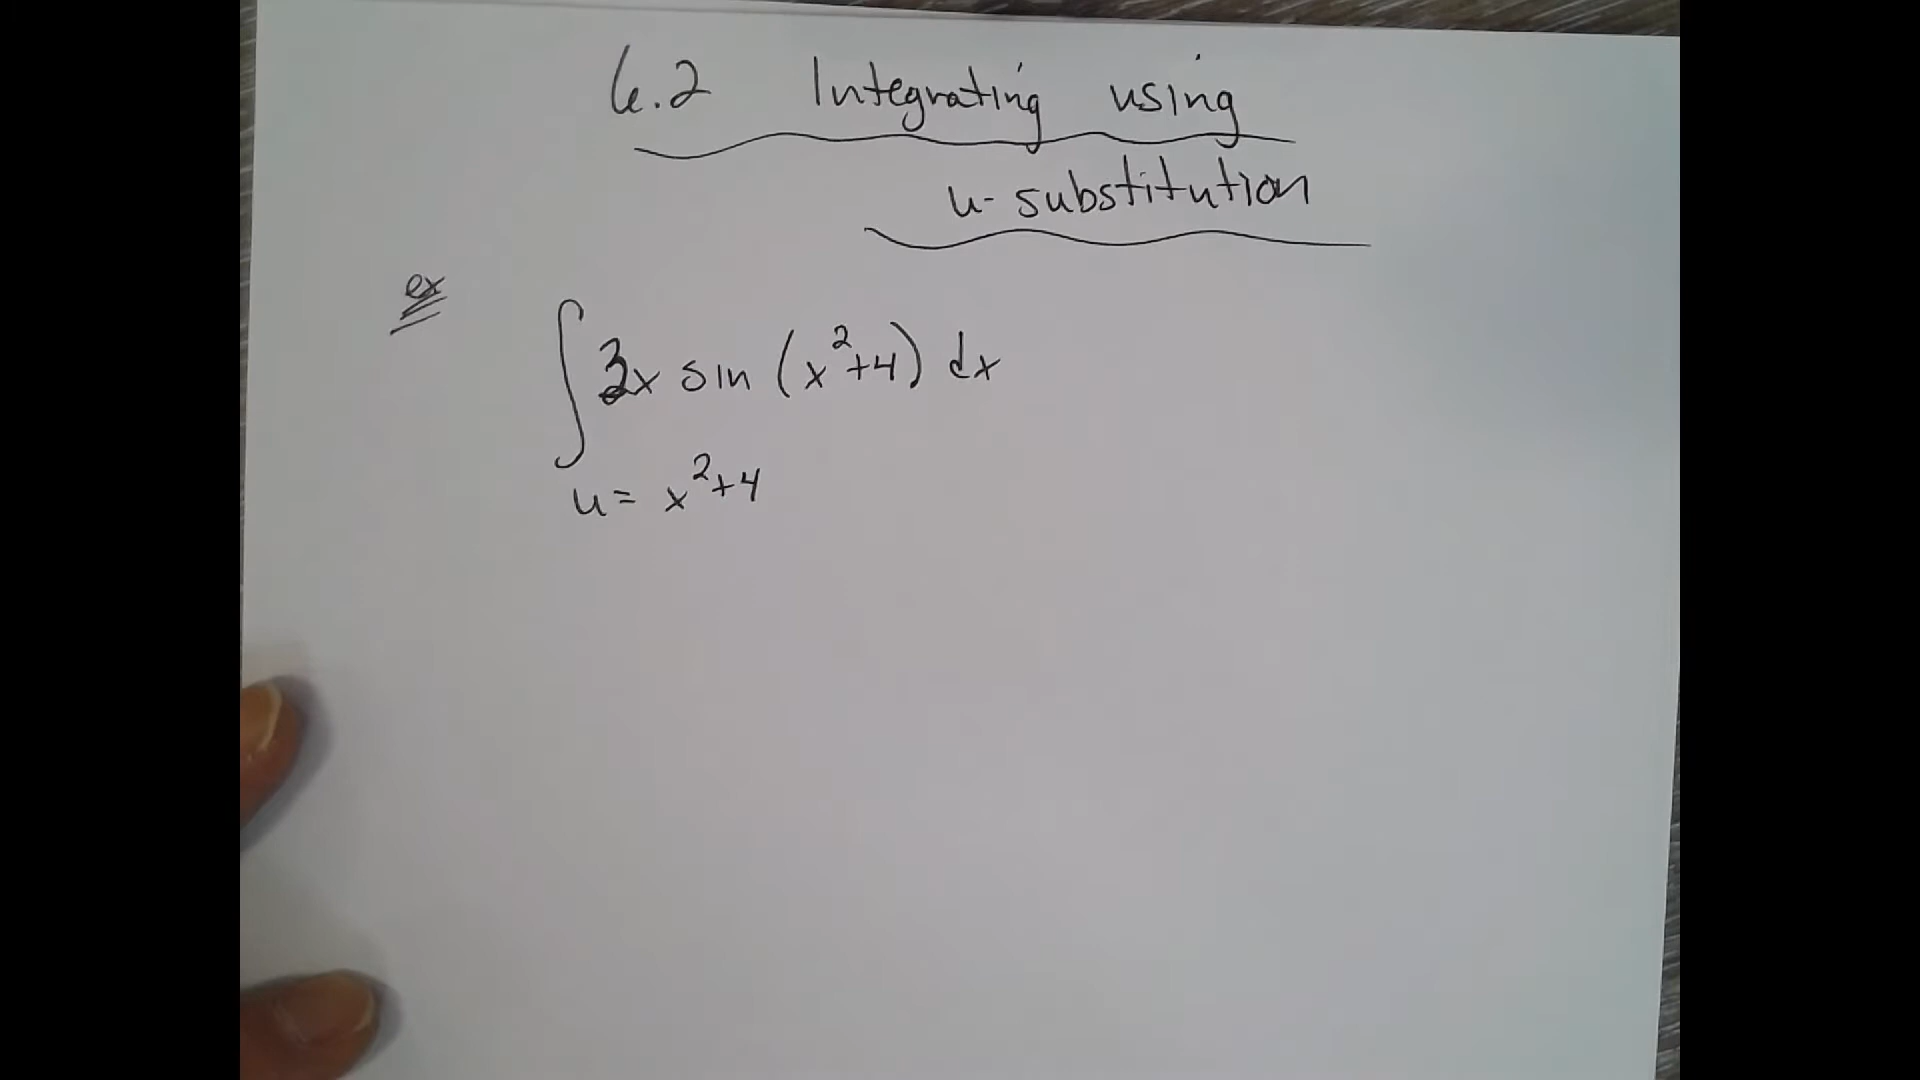 6.2 Integrating using
u-substitution
ex
∫ 3x sin (x²+4) dx
u = x²+4